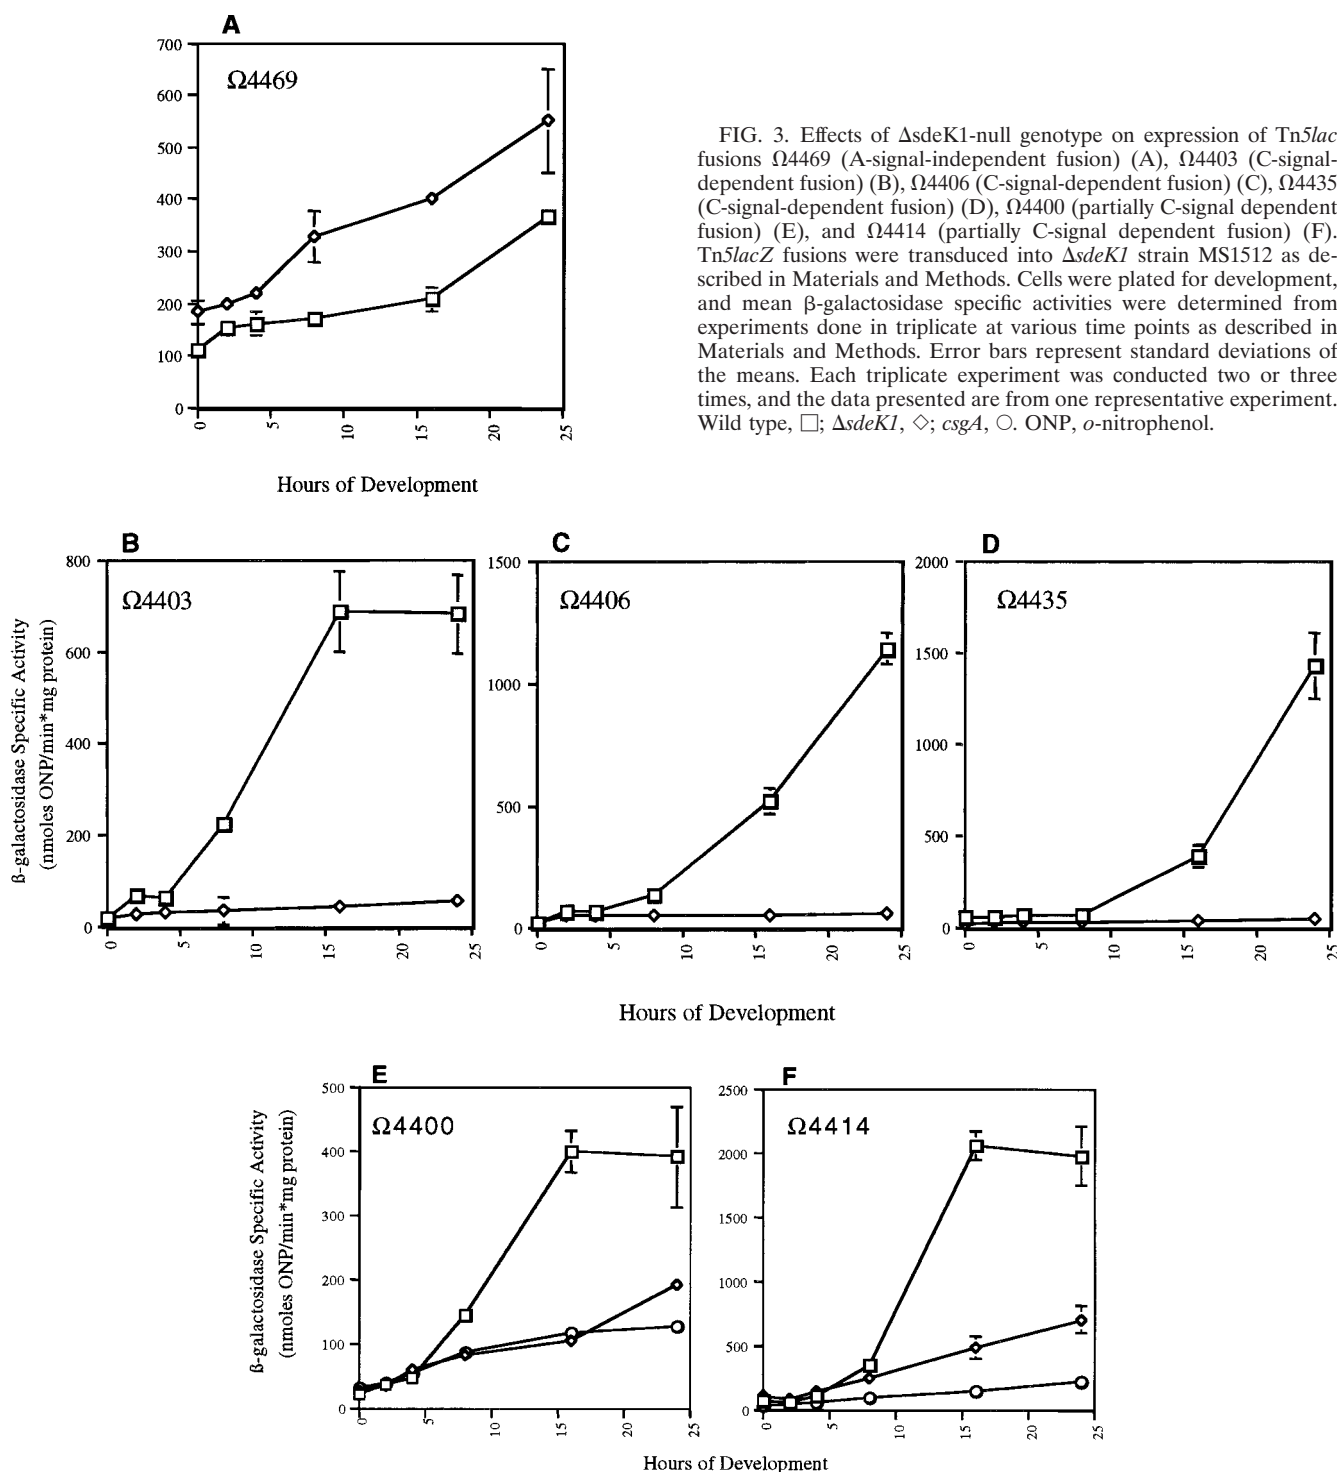 A
700
600
500
400
300
200
100
0
Ω4469
0
5
10
15
20
25
Hours of Development
FIG. 3. Effects of ΔsdeK1-null genotype on expression of Tn5lac
fusions Ω4469 (A-signal-independent fusion) (A), Ω4403 (C-signal-
dependent fusion) (B), Ω4406 (C-signal-dependent fusion) (C), Ω4435
(C-signal-dependent fusion) (D), Ω4400 (partially C-signal dependent
fusion) (E), and Ω4414 (partially C-signal dependent fusion) (F).
Tn5lacZ fusions were transduced into ΔsdeK1 strain MS1512 as de-
scribed in Materials and Methods. Cells were plated for development,
and mean β-galactosidase specific activities were determined from
experiments done in triplicate at various time points as described in
Materials and Methods. Error bars represent standard deviations of
the means. Each triplicate experiment was conducted two or three
times, and the data presented are from one representative experiment.
Wild type, □; ΔsdeK1, ◇; csgA, ○. ONP, o-nitrophenol.
ß-galactosidase Specific Activity
(nmoles ONP/min*mg protein)
B
800
600
400
200
0
Ω4403
0
5
10
15
20
25
C
1500
1000
500
0
Ω4406
0
5
10
15
20
25
D
2000
1500
1000
500
0
Ω4435
0
5
10
15
20
25
Hours of Development
ß-galactosidase Specific Activity
(nmoles ONP/min*mg protein)
E
500
400
300
200
100
0
Ω4400
0
5
10
15
20
25
F
2500
2000
1500
1000
500
0
Ω4414
0
5
10
15
20
25
Hours of Development